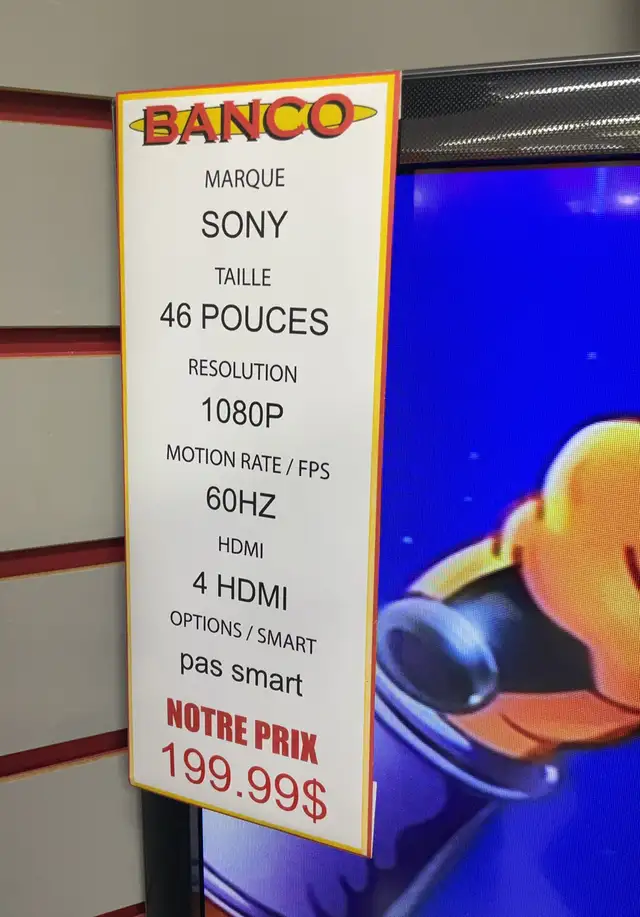 BANCO
MARQUE
SONY
TAILLE
46 POUCES
RESOLUTION
1080P
MOTION RATE / FPS
60HZ
HDMI
4 HDMI
OPTIONS / SMART
pas smart
NOTRE PRIX
199.99$